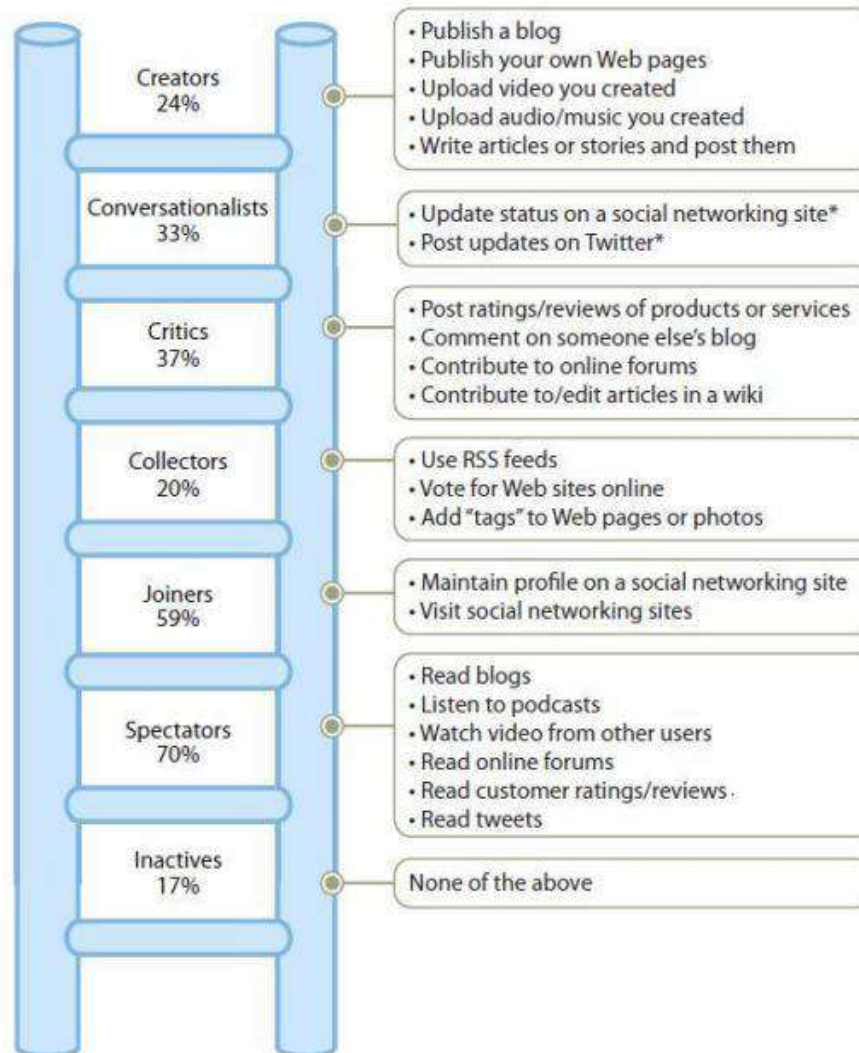 Creators
24%
• Publish a blog
• Publish your own Web pages
• Upload video you created
• Upload audio/music you created
• Write articles or stories and post them
Conversationalists
33%
• Update status on a social networking site*
• Post updates on Twitter*
Critics
37%
• Post ratings/reviews of products or services
• Comment on someone else's blog
• Contribute to online forums
• Contribute to/edit articles in a wiki
Collectors
20%
• Use RSS feeds
• Vote for Web sites online
• Add “tags” to Web pages or photos
Joiners
59%
• Maintain profile on a social networking site
• Visit social networking sites
Spectators
70%
• Read blogs
• Listen to podcasts
• Watch video from other users
• Read online forums
• Read customer ratings/reviews
• Read tweets
Inactives
17%
None of the above